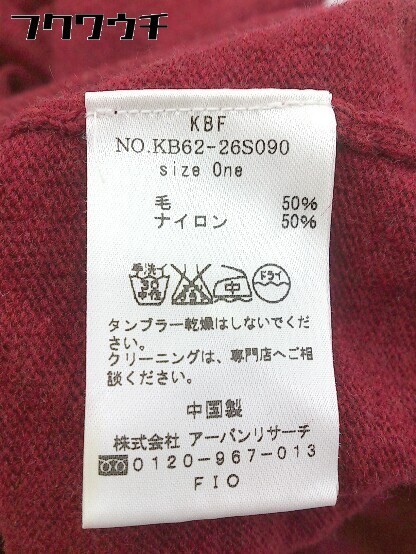 フクワウチ
KBF
NO.KB62-26S090
size One
毛 50%
ナイロン 50%
手洗イ
30
中性
中
ドライ
タンブラー乾燥はしないでくだ
さい。
クリーニングは、専門店へご相
談ください。
中国製
株式会社 アーバンリサーチ
0120-967-013
FIO